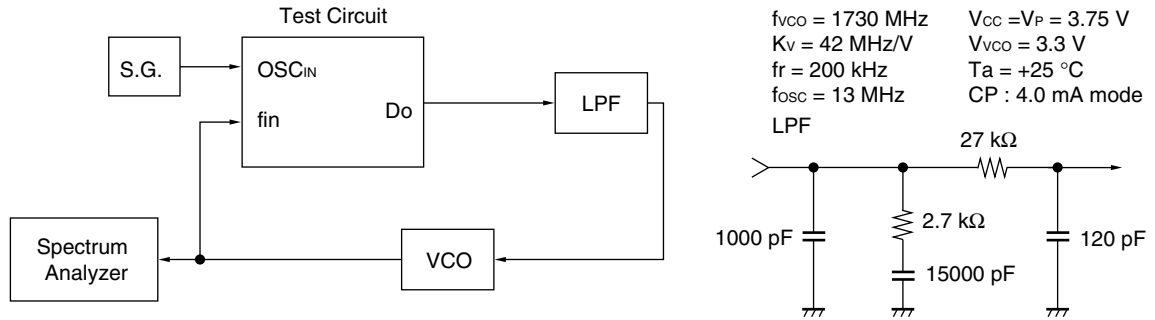 Test Circuit
S.G.
OSCIN
fin
Do
LPF
Spectrum
Analyzer
VCO
fVCO = 1730 MHz
KV = 42 MHz/V
fr = 200 kHz
fOSC = 13 MHz
LPF
VCC =VP = 3.75 V
VVCO = 3.3 V
Ta = +25 °C
CP : 4.0 mA mode
27 kΩ
2.7 kΩ
1000 pF
120 pF
15000 pF